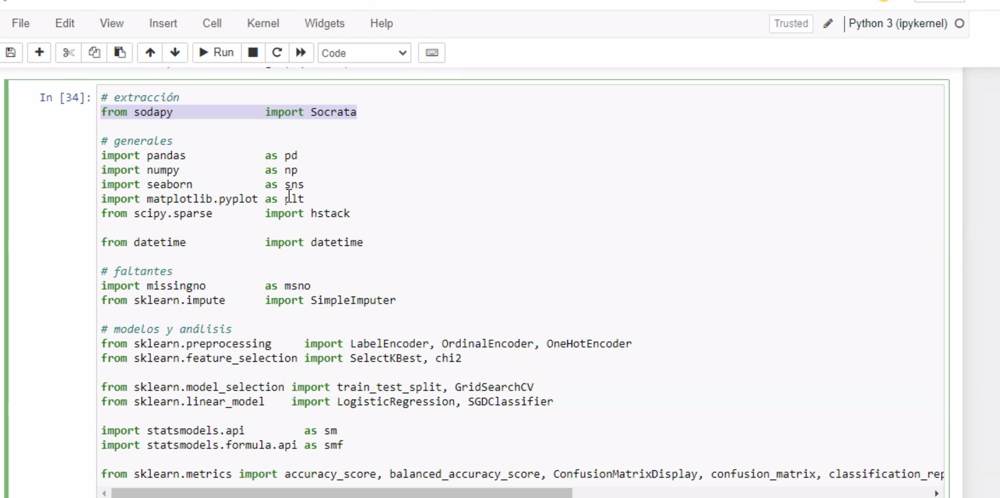 File Edit View Insert Cell Kernel Widgets Help Trusted Python 3 (ipykernel)
Run Code
In [34]:
# extracción
from sodapy import Socrata
# generales
import pandas as pd
import numpy as np
import seaborn as sns
import matplotlib.pyplot as plt
from scipy.sparse import hstack
from datetime import datetime
# faltantes
import missingno as msno
from sklearn.impute import SimpleImputer
# modelos y análisis
from sklearn.preprocessing import LabelEncoder, OrdinalEncoder, OneHotEncoder
from sklearn.feature_selection import SelectKBest, chi2
from sklearn.model_selection import train_test_split, GridSearchCV
from sklearn.linear_model import LogisticRegression, SGDClassifier
import statsmodels.api as sm
import statsmodels.formula.api as smf
from sklearn.metrics import accuracy_score, balanced_accuracy_score, ConfusionMatrixDisplay, confusion_matrix, classification_rep